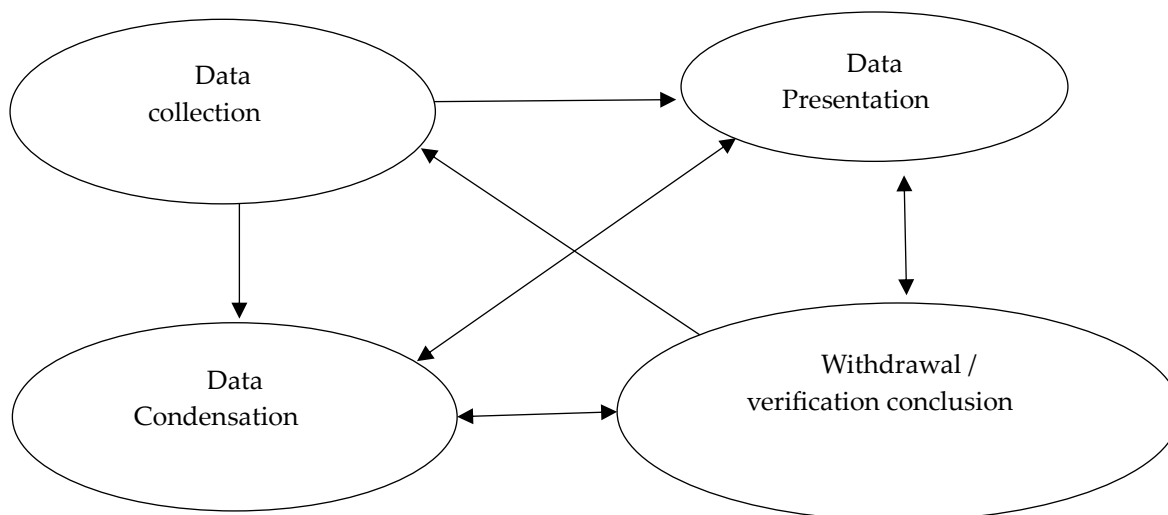 Data
collection
Data
Presentation
Data
Condensation
Withdrawal /
verification conclusion